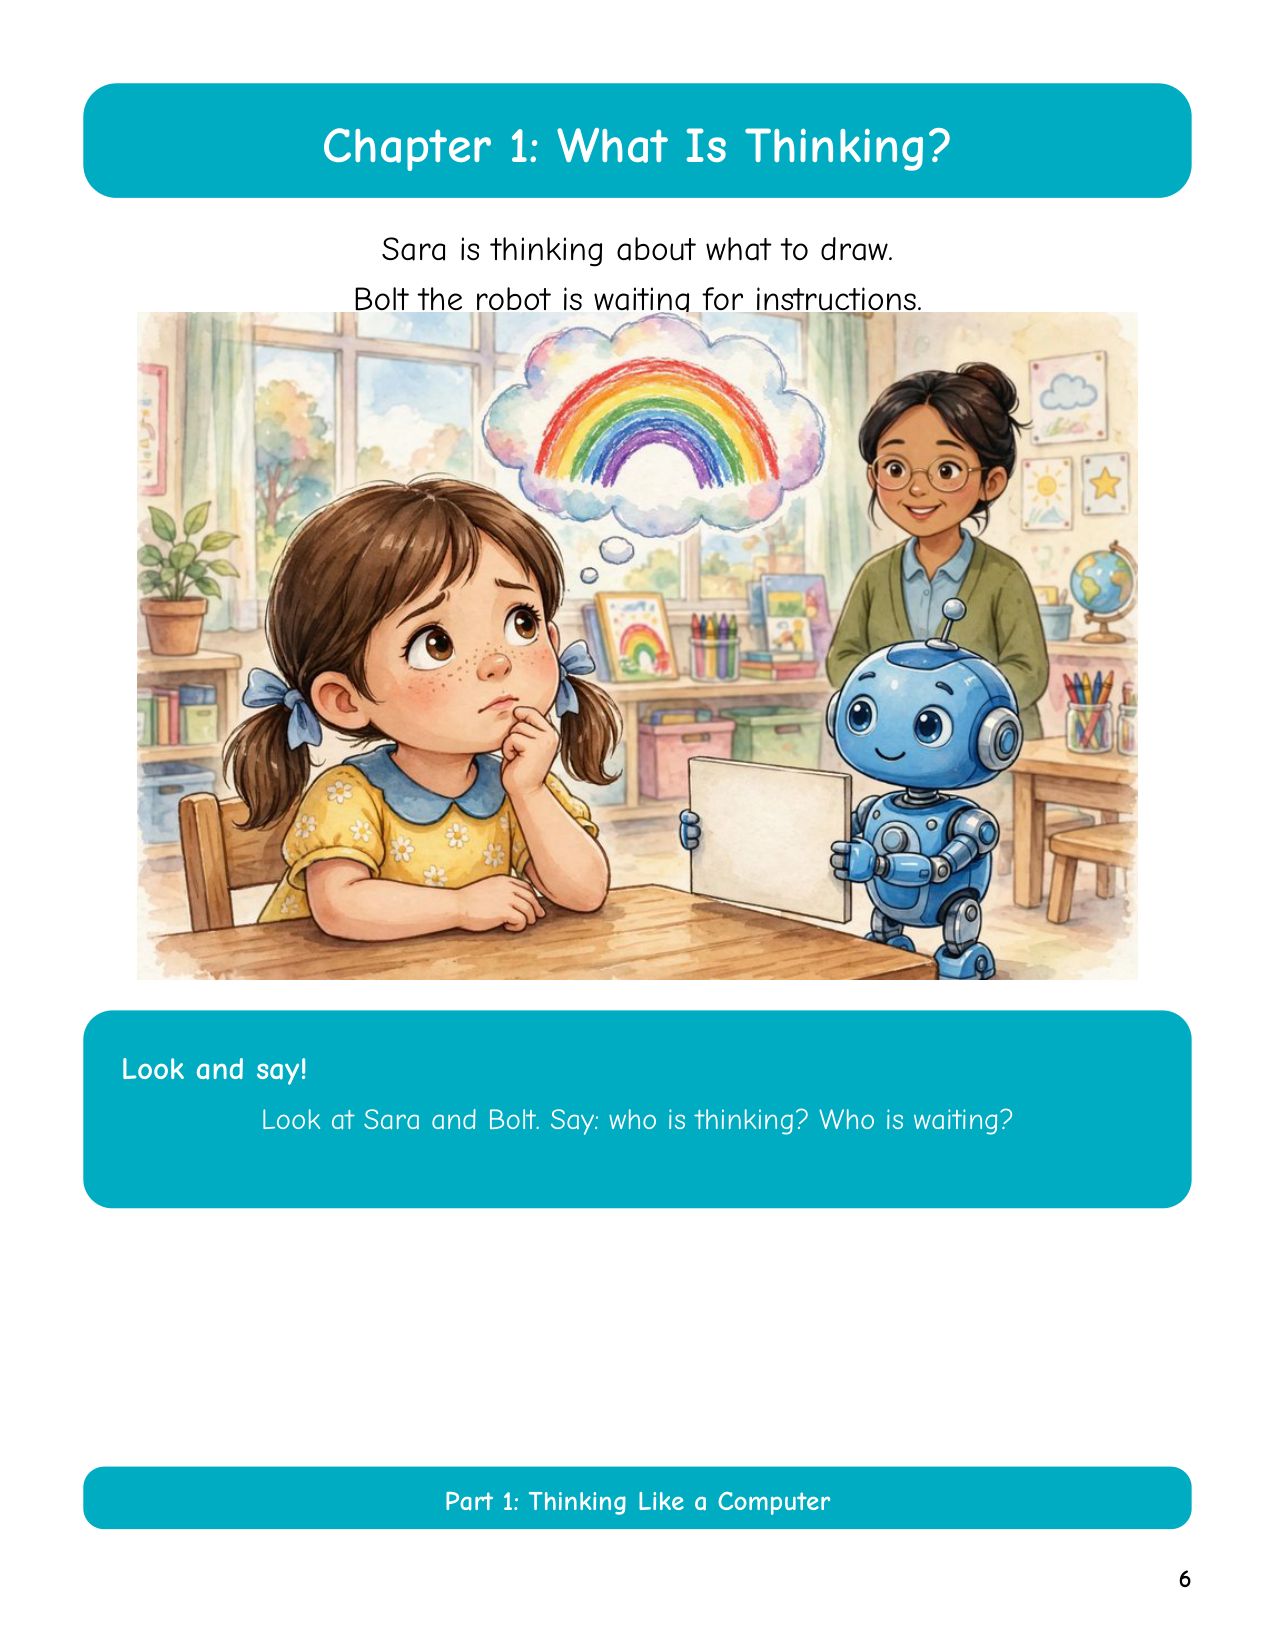 Chapter 1: What Is Thinking?
Sara is thinking about what to draw.
Bolt the robot is waiting for instructions.
Look and say!
Look at Sara and Bolt. Say: who is thinking? Who is waiting?
Part 1: Thinking Like a Computer
6